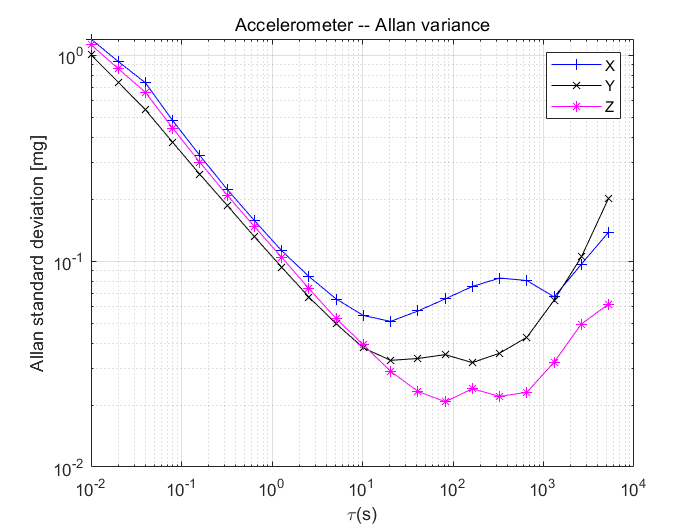 Accelerometer -- Allan variance
Allan standard deviation [mg]
10^0
10^-1
10^-2
10^-2
10^-1
10^0
10^1
10^2
10^3
10^4
τ(s)
X
Y
Z